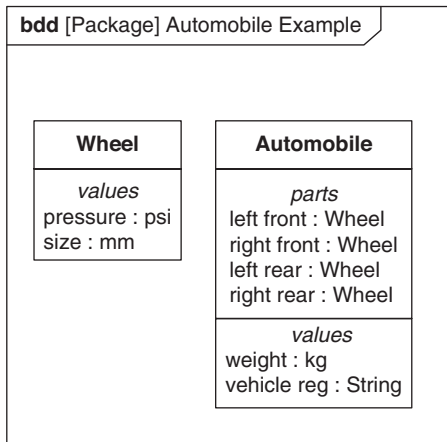 bdd [Package] Automobile Example
Wheel
values
pressure : psi
size : mm
Automobile
parts
left front : Wheel
right front : Wheel
left rear : Wheel
right rear : Wheel
values
weight : kg
vehicle reg : String